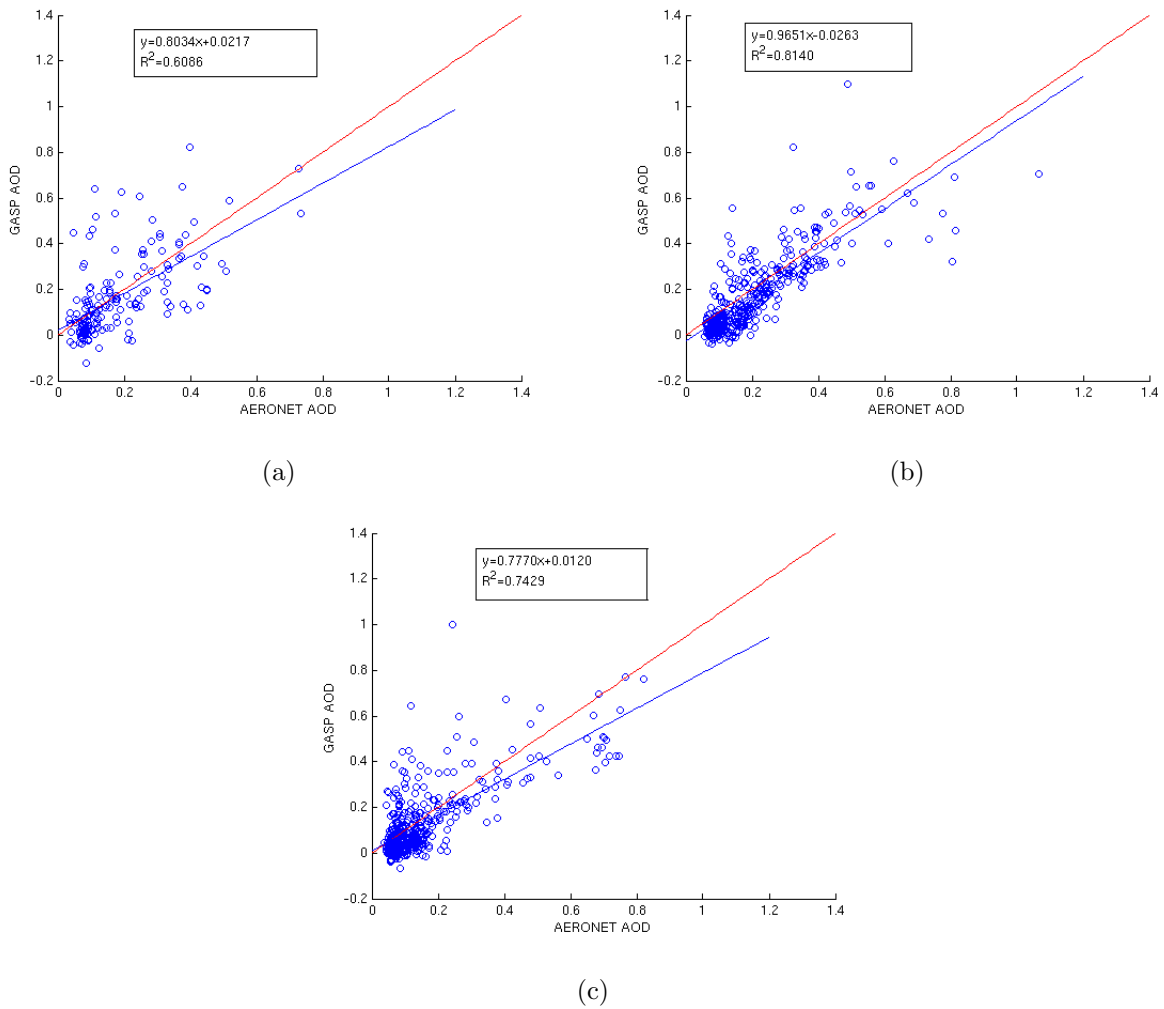 y=0.8034x+0.0217
R²=0.6086
1.4
1.2
1
0.8
0.6
0.4
0.2
0
-0.2
GASP AOD
0 0.2 0.4 0.6 0.8 1 1.2 1.4
AERONET AOD
(a)
y=0.9651x-0.0263
R²=0.8140
1.4
1.2
1
0.8
0.6
0.4
0.2
0
-0.2
GASP AOD
0 0.2 0.4 0.6 0.8 1 1.2 1.4
AERONET AOD
(b)
y=0.7770x+0.0120
R²=0.7429
1.4
1.2
1
0.8
0.6
0.4
0.2
0
-0.2
GASP AOD
0 0.2 0.4 0.6 0.8 1 1.2 1.4
AERONET AOD
(c)